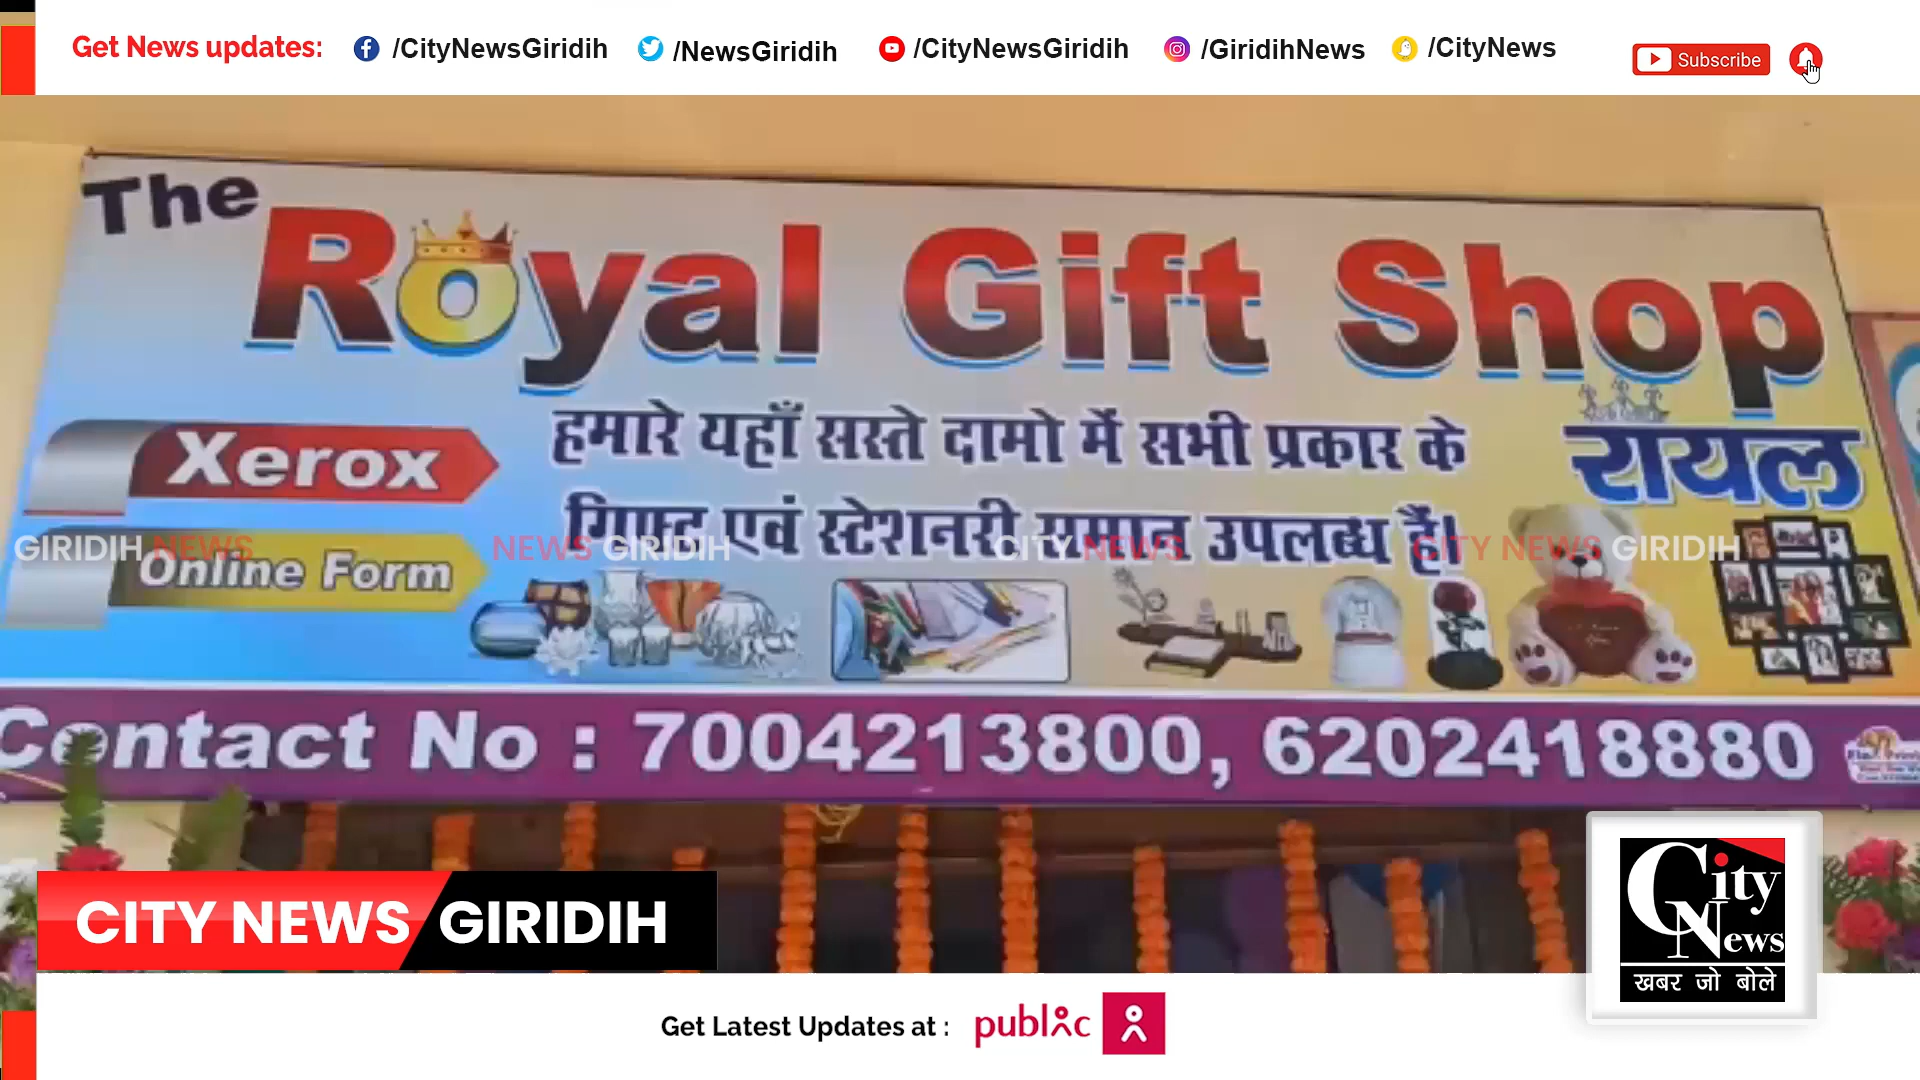 Get News updates: /CityNewsGiridih /NewsGiridih /CityNewsGiridih /GiridihNews /CityNews Subscribe
The
Royal Gift Shop
हमारे यहाँ सस्ते दामो में सभी प्रकार के
रायल
Xerox
गिफ्ट एवं स्टेशनरी समान उपलब्ध हैं।
GIRIDIH NEWS NEWS GIRIDIH CITY NEWS CITY NEWS GIRIDIH
Online Form
Contact No : 7004213800, 6202418880
CITY NEWS GIRIDIH
City News
खबर जो बोले
Get Latest Updates at : public